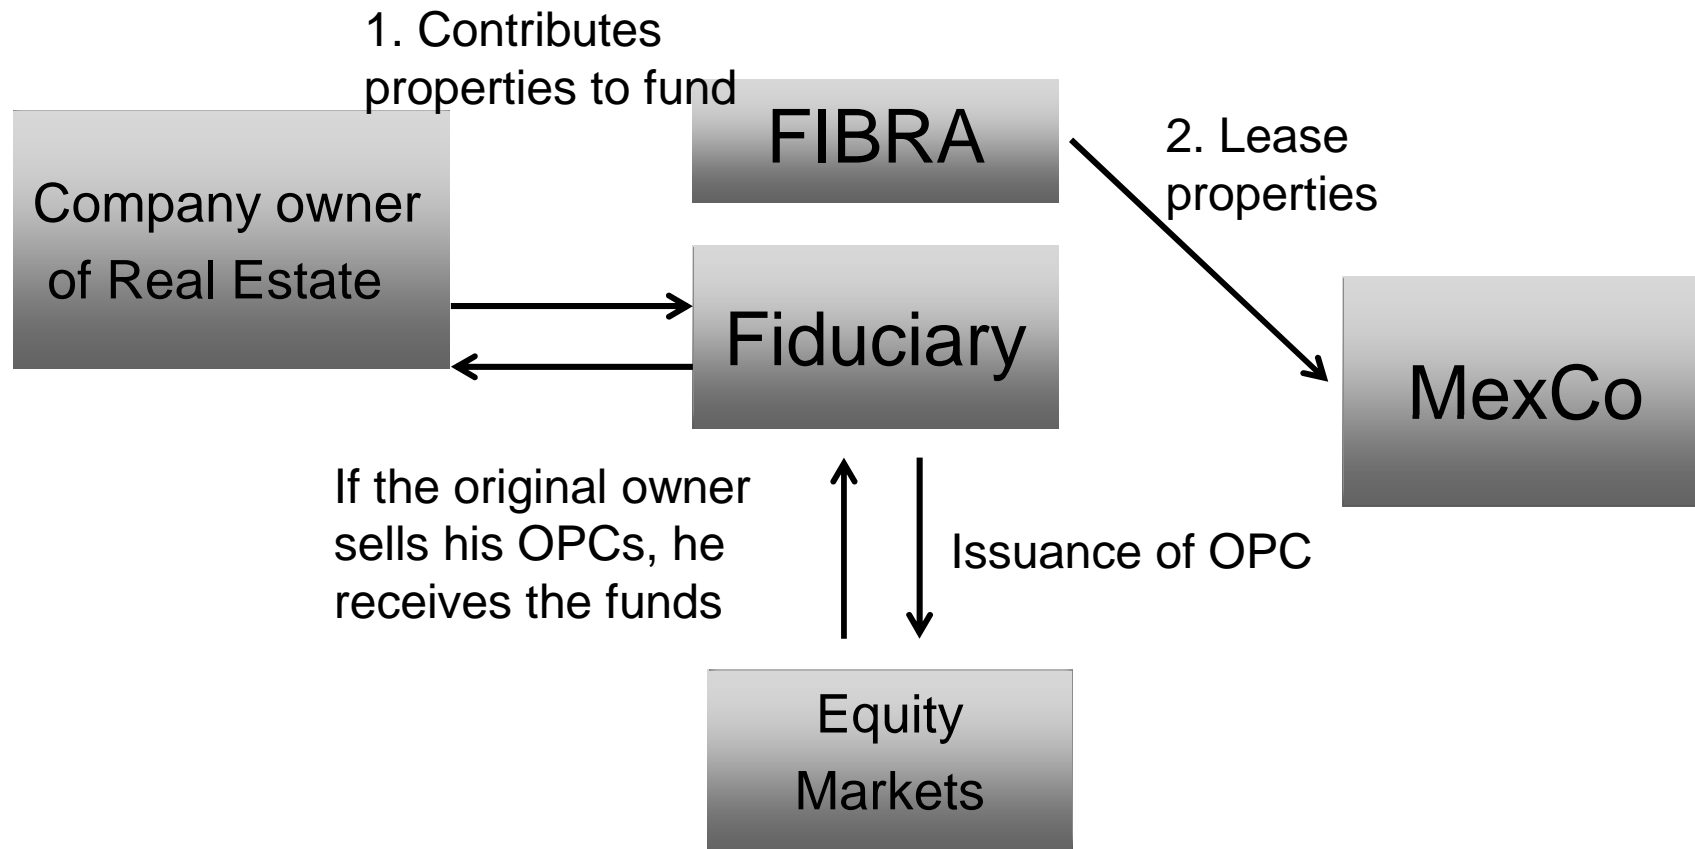 1. Contributes
properties to fund
FIBRA
2. Lease
properties
Company owner
of Real Estate
Fiduciary
MexCo
If the original owner
sells his OPCs, he
receives the funds
Issuance of OPC
Equity
Markets